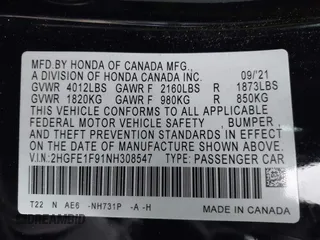 MFD.BY HONDA OF CANADA MFG.,
A DIVISION OF HONDA CANADA INC. 09/'21
GVWR 4012LBS GAWR F 2160LBS R 1873LBS
GVWR 1820KG GAWR F 980KG R 850KG
THIS VEHICLE CONFORMS TO ALL APPLICABLE
FEDERAL MOTOR VEHICLE SAFETY , BUMPER ,
AND THEFT PREVENTION STANDARDS IN EFFECT
ON THE DATE OF MANUFACTURE SHOWN ABOVE.
V.I.N:2HGFE1F91NH308547 TYPE:PASSENGER CAR
T22 N AE6 -NH731P -A -H
MADE IN CANADA